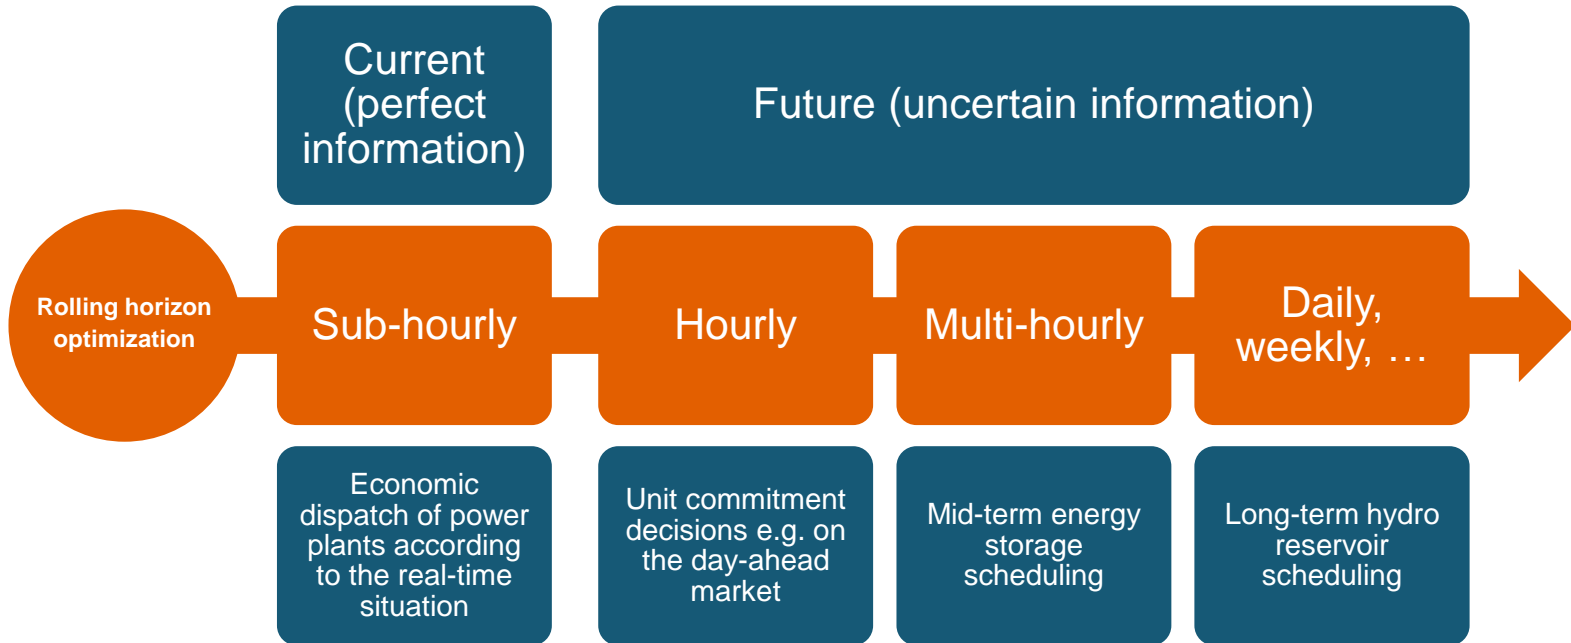 Current
(perfect
information)
Future (uncertain information)
Rolling horizon
optimization
Sub-hourly
Hourly
Multi-hourly
Daily,
weekly, …
Economic
dispatch of power
plants according
to the real-time
situation
Unit commitment
decisions e.g. on
the day-ahead
market
Mid-term energy
storage
scheduling
Long-term hydro
reservoir
scheduling